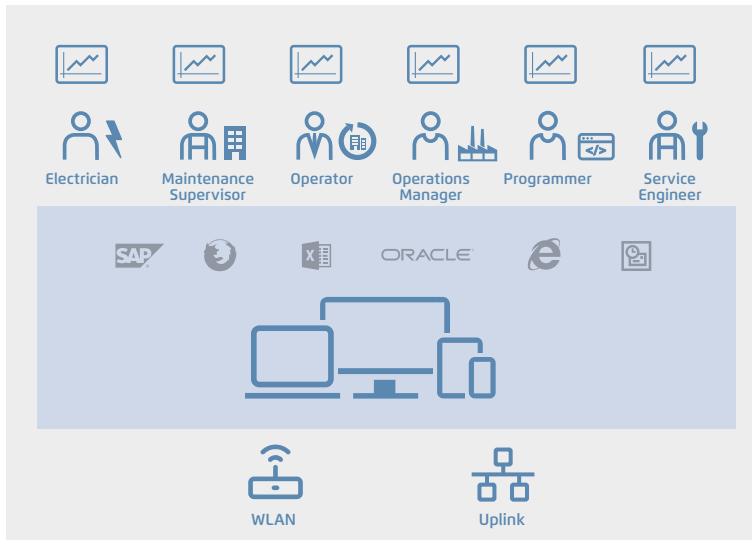 Electrician
Maintenance
Supervisor
Operator
Operations
Manager
Programmer
Service
Engineer
</>
SAP
X
ORACLE
WLAN
Uplink